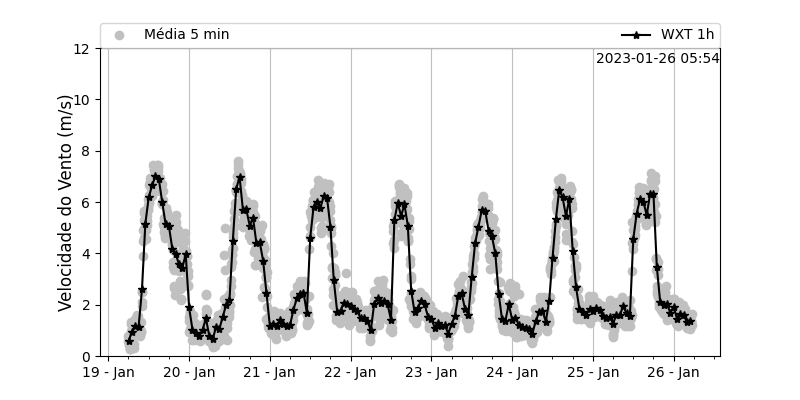 Média 5 min
WXT 1h
2023-01-26 05:54
Velocidade do Vento (m/s)
12
10
8
6
4
2
0
19 - Jan
20 - Jan
21 - Jan
22 - Jan
23 - Jan
24 - Jan
25 - Jan
26 - Jan